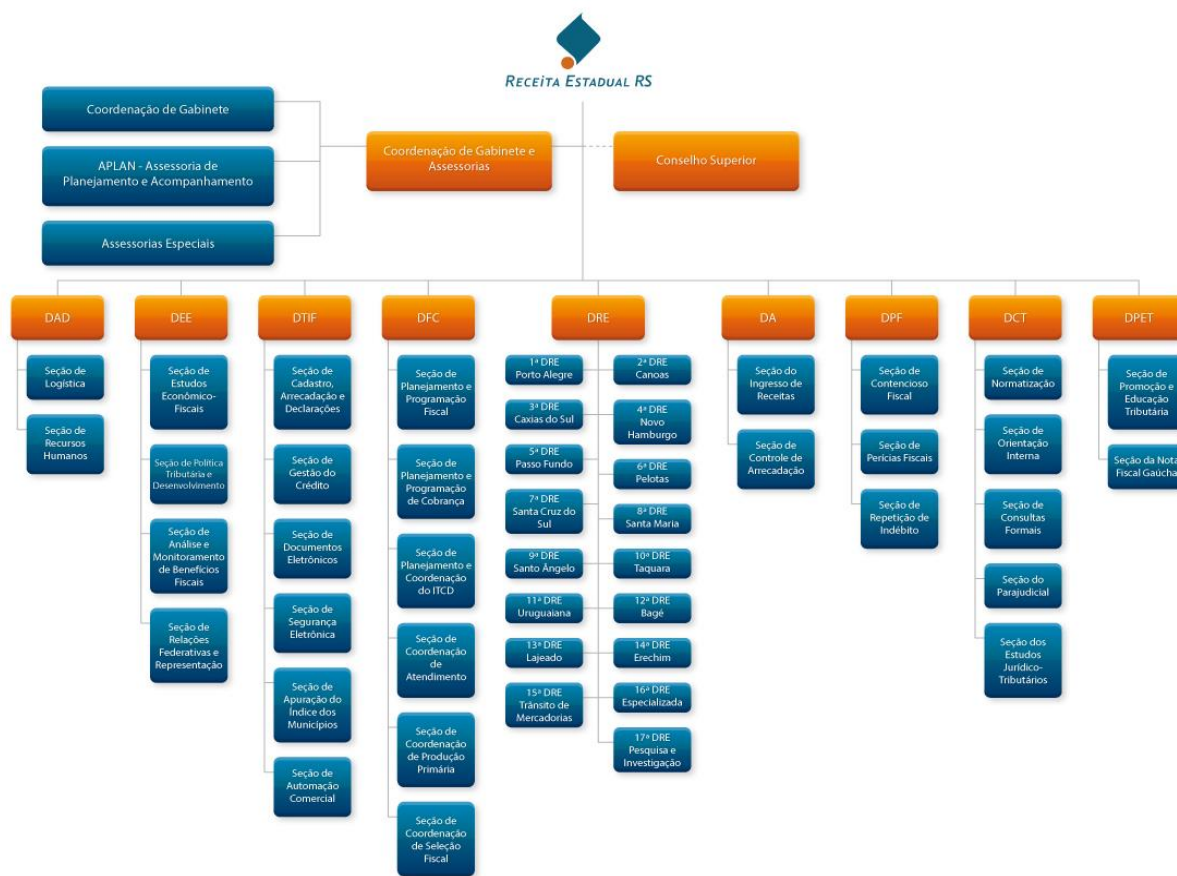 RECEITA ESTADUAL RS
Coordenação de Gabinete
APLAN - Assessoria de
Planejamento e Acompanhamento
Assessorias Especiais
Coordenação de Gabinete e
Assessorias
Conselho Superior
DAD
Seção de
Logística
Seção de
Recursos
Humanos
DEE
Seção de
Estudos
Econômico-
Fiscais
Seção de Política
Tributária e
Desenvolvimento
Seção de
Análise e
Monitoramento
de Benefícios
Fiscais
Seção de
Relações
Federativas e
Representação
DTIF
Seção de
Cadastro,
Arrecadação e
Declarações
Seção de
Gestão do
Crédito
Seção de
Documentos
Eletrônicos
Seção de
Segurança
Eletrônica
Seção de
Apuração do
Índice dos
Municípios
Seção de
Automação
Comercial
DFC
Seção de
Planejamento e
Programação
Fiscal
Seção de
Planejamento e
Programação
de Cobrança
Seção de
Planejamento e
Coordenação
do ITCD
Seção de
Coordenação
de
Atendimento
Seção de
Coordenação
de Produção
Primária
Seção de
Coordenação
de Seleção
Fiscal
DRE
1ª DRE
Porto Alegre
2ª DRE
Canoas
3ª DRE
Caxias do Sul
4ª DRE
Novo
Hamburgo
5ª DRE
Passo Fundo
6ª DRE
Pelotas
7ª DRE
Santa Cruz do
Sul
8ª DRE
Santa Maria
9ª DRE
Santo Ângelo
10ª DRE
Taquara
11ª DRE
Uruguaiana
12ª DRE
Bagé
13ª DRE
Lajeado
14ª DRE
Erechim
15ª DRE
Trânsito de
Mercadorias
16ª DRE
Especializada
17ª DRE
Pesquisa e
Investigação
DA
Seção do
Ingresso de
Receitas
Seção de
Controle de
Arrecadação
DPF
Seção de
Contencioso
Fiscal
Seção de
Perícias Fiscais
Seção de
Repetição de
Indébito
DCT
Seção de
Normatização
Seção de
Orientação
Interna
Seção de
Consultas
Formais
Seção do
Parajudicial
Seção dos
Estudos
Jurídico-
Tributários
DPET
Seção de
Promoção e
Educação
Tributária
Seção da Nota
Fiscal Gaúcha